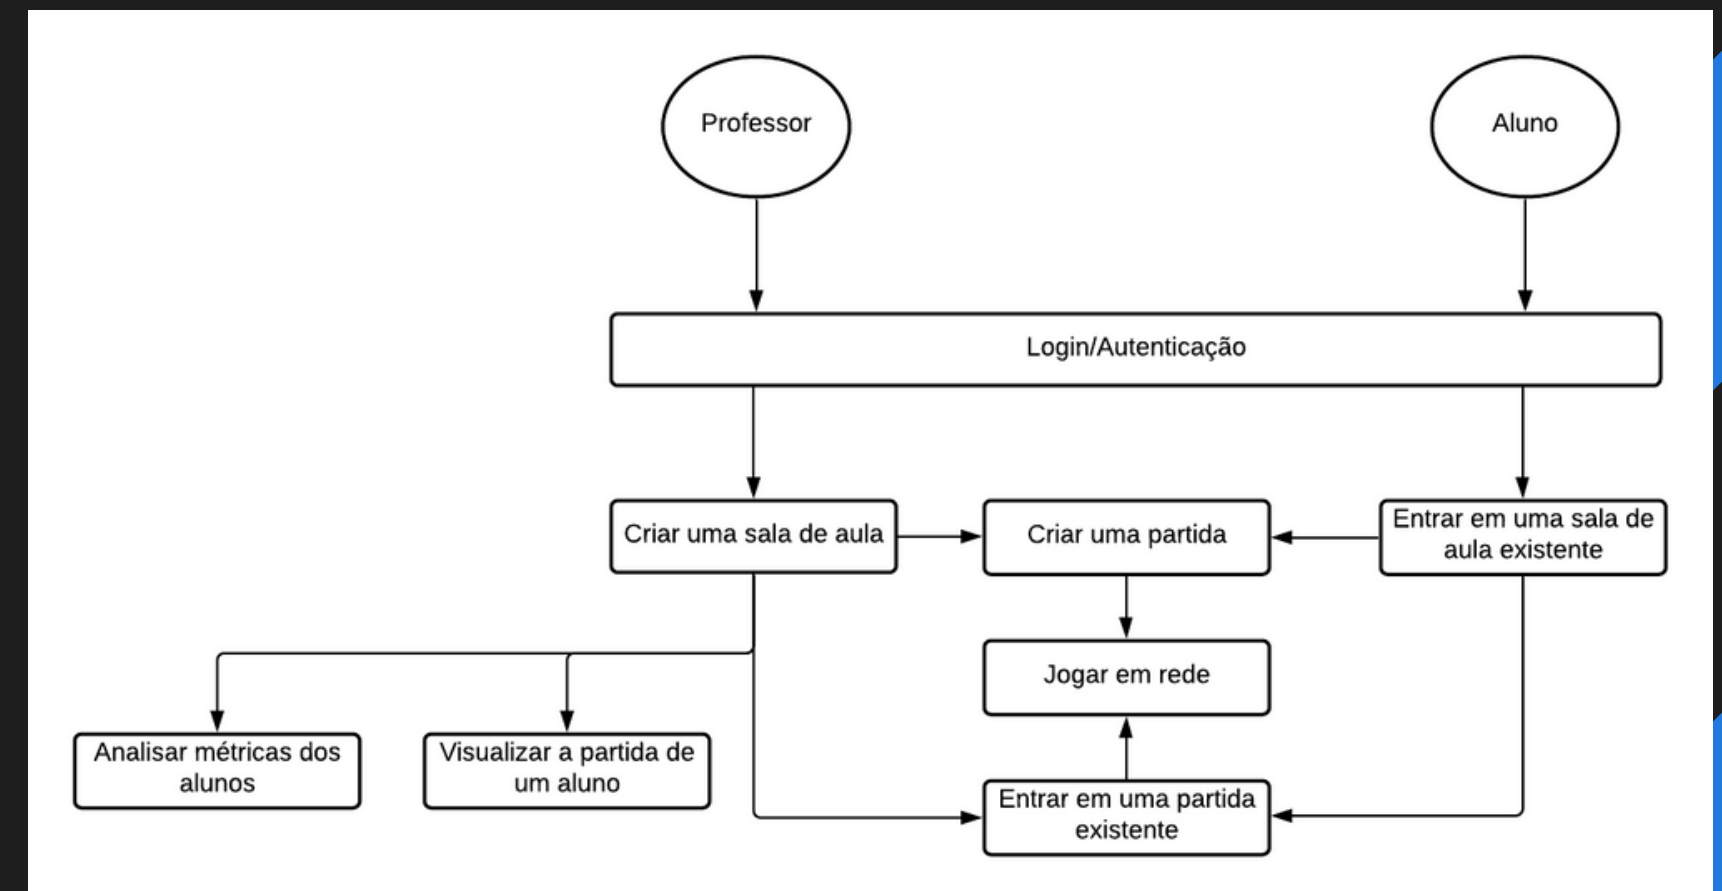 Professor
Aluno
Login/Autenticação
Criar uma sala de aula
Criar uma partida
Entrar em uma sala de
aula existente
Jogar em rede
Analisar métricas dos
alunos
Visualizar a partida de
um aluno
Entrar em uma partida
existente